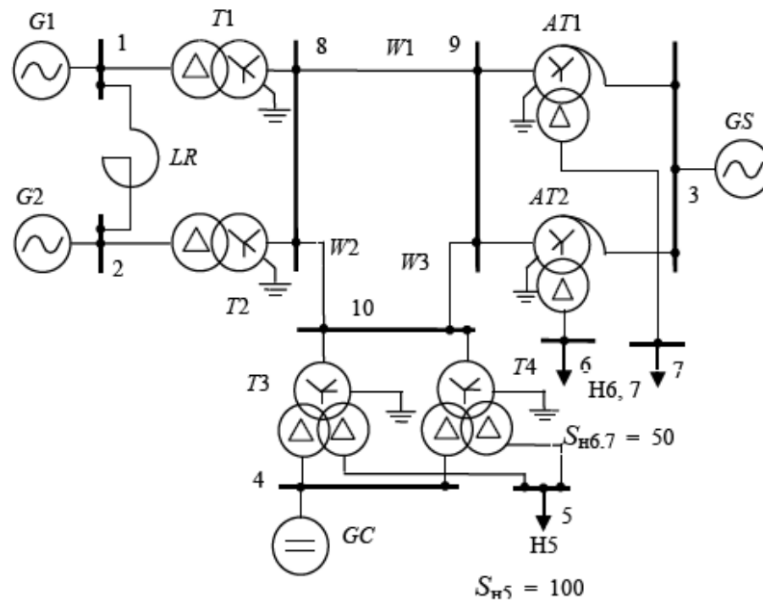 G1
1
T1
8
W1
9
AT1
GS
LR
G2
2
T2
W2
W3
AT2
3
10
T3
T4
6
7
Н6, 7
Sн6.7 = 50
4
5
GC
Н5
Sн5 = 100